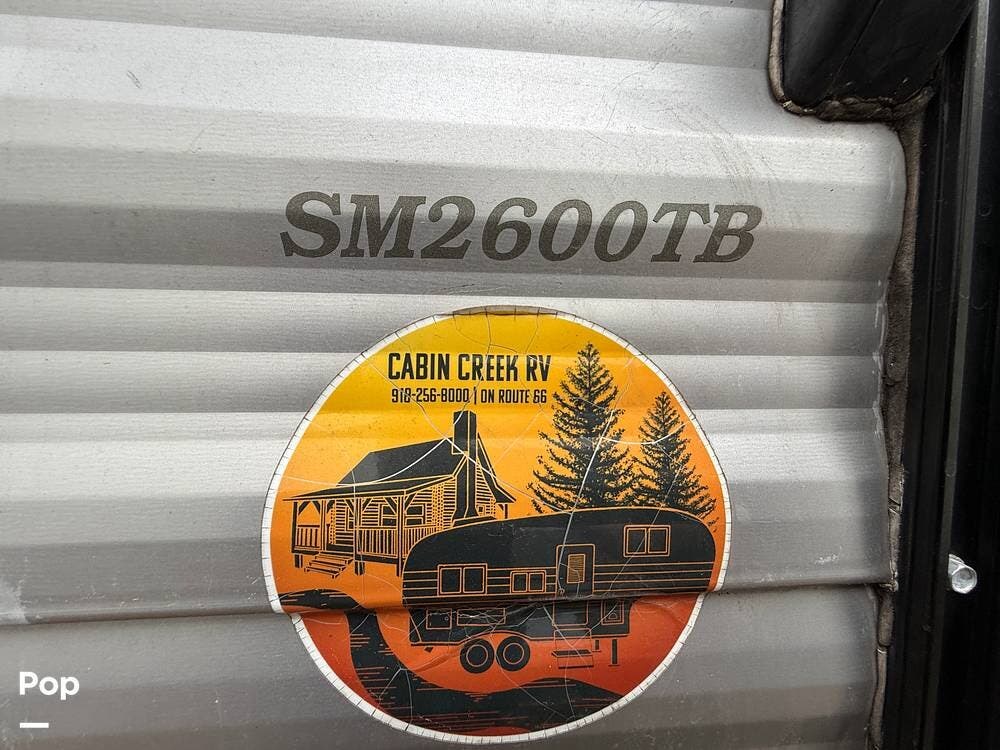 SM2600TB
CABIN CREEK RV
918-256-8000 | ON ROUTE 66
Pop